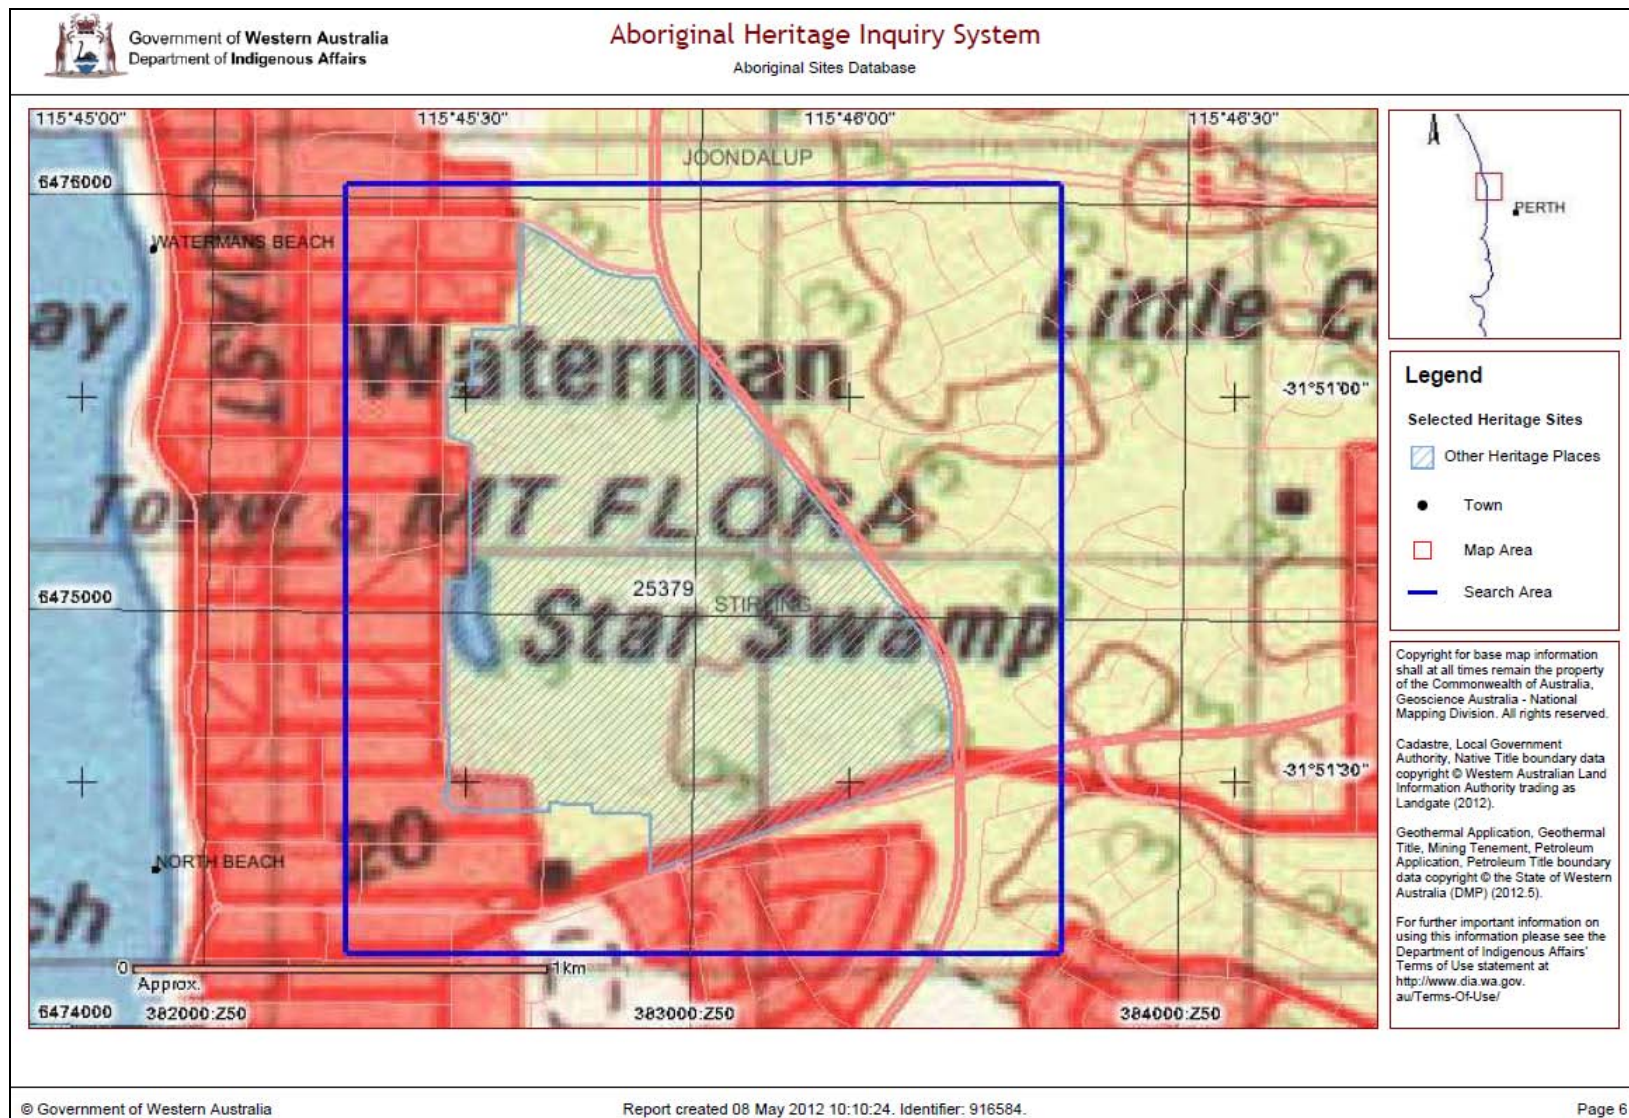 Government of Western Australia
Department of Indigenous Affairs
Aboriginal Heritage Inquiry System
Aboriginal Sites Database
115°45'00"
115°45'30"
115°46'00"
115°46'30"
JOONDALUP
6476000
COAST
WATERMANS BEACH
PERTH
Little G
ay
Waterman
-31°51'00"
Tower
MT FLORA
25379
6475000
STIRLING
Star Swamp
-31°51'30"
20
NORTH BEACH
ch
0
1km
Approx.
6474000
382000:Z50
383000:Z50
384000:Z50
Legend
Selected Heritage Sites
Other Heritage Places
Town
Map Area
Search Area
Copyright for base map information
shall at all times remain the property
of the Commonwealth of Australia,
Geoscience Australia - National
Mapping Division. All rights reserved.
Cadastre, Local Government
Authority, Native Title boundary data
copyright © Western Australian Land
Information Authority trading as
Landgate (2012).
Geothermal Application, Geothermal
Title, Mining Tenement, Petroleum
Application, Petroleum Title boundary
data copyright © the State of Western
Australia (DMP) (2012.5).
For further important information on
using this information please see the
Department of Indigenous Affairs'
Terms of Use statement at
http://www.dia.wa.gov.
au/Terms-Of-Use/
© Government of Western Australia
Report created 08 May 2012 10:10:24. Identifier: 916584.
Page 6